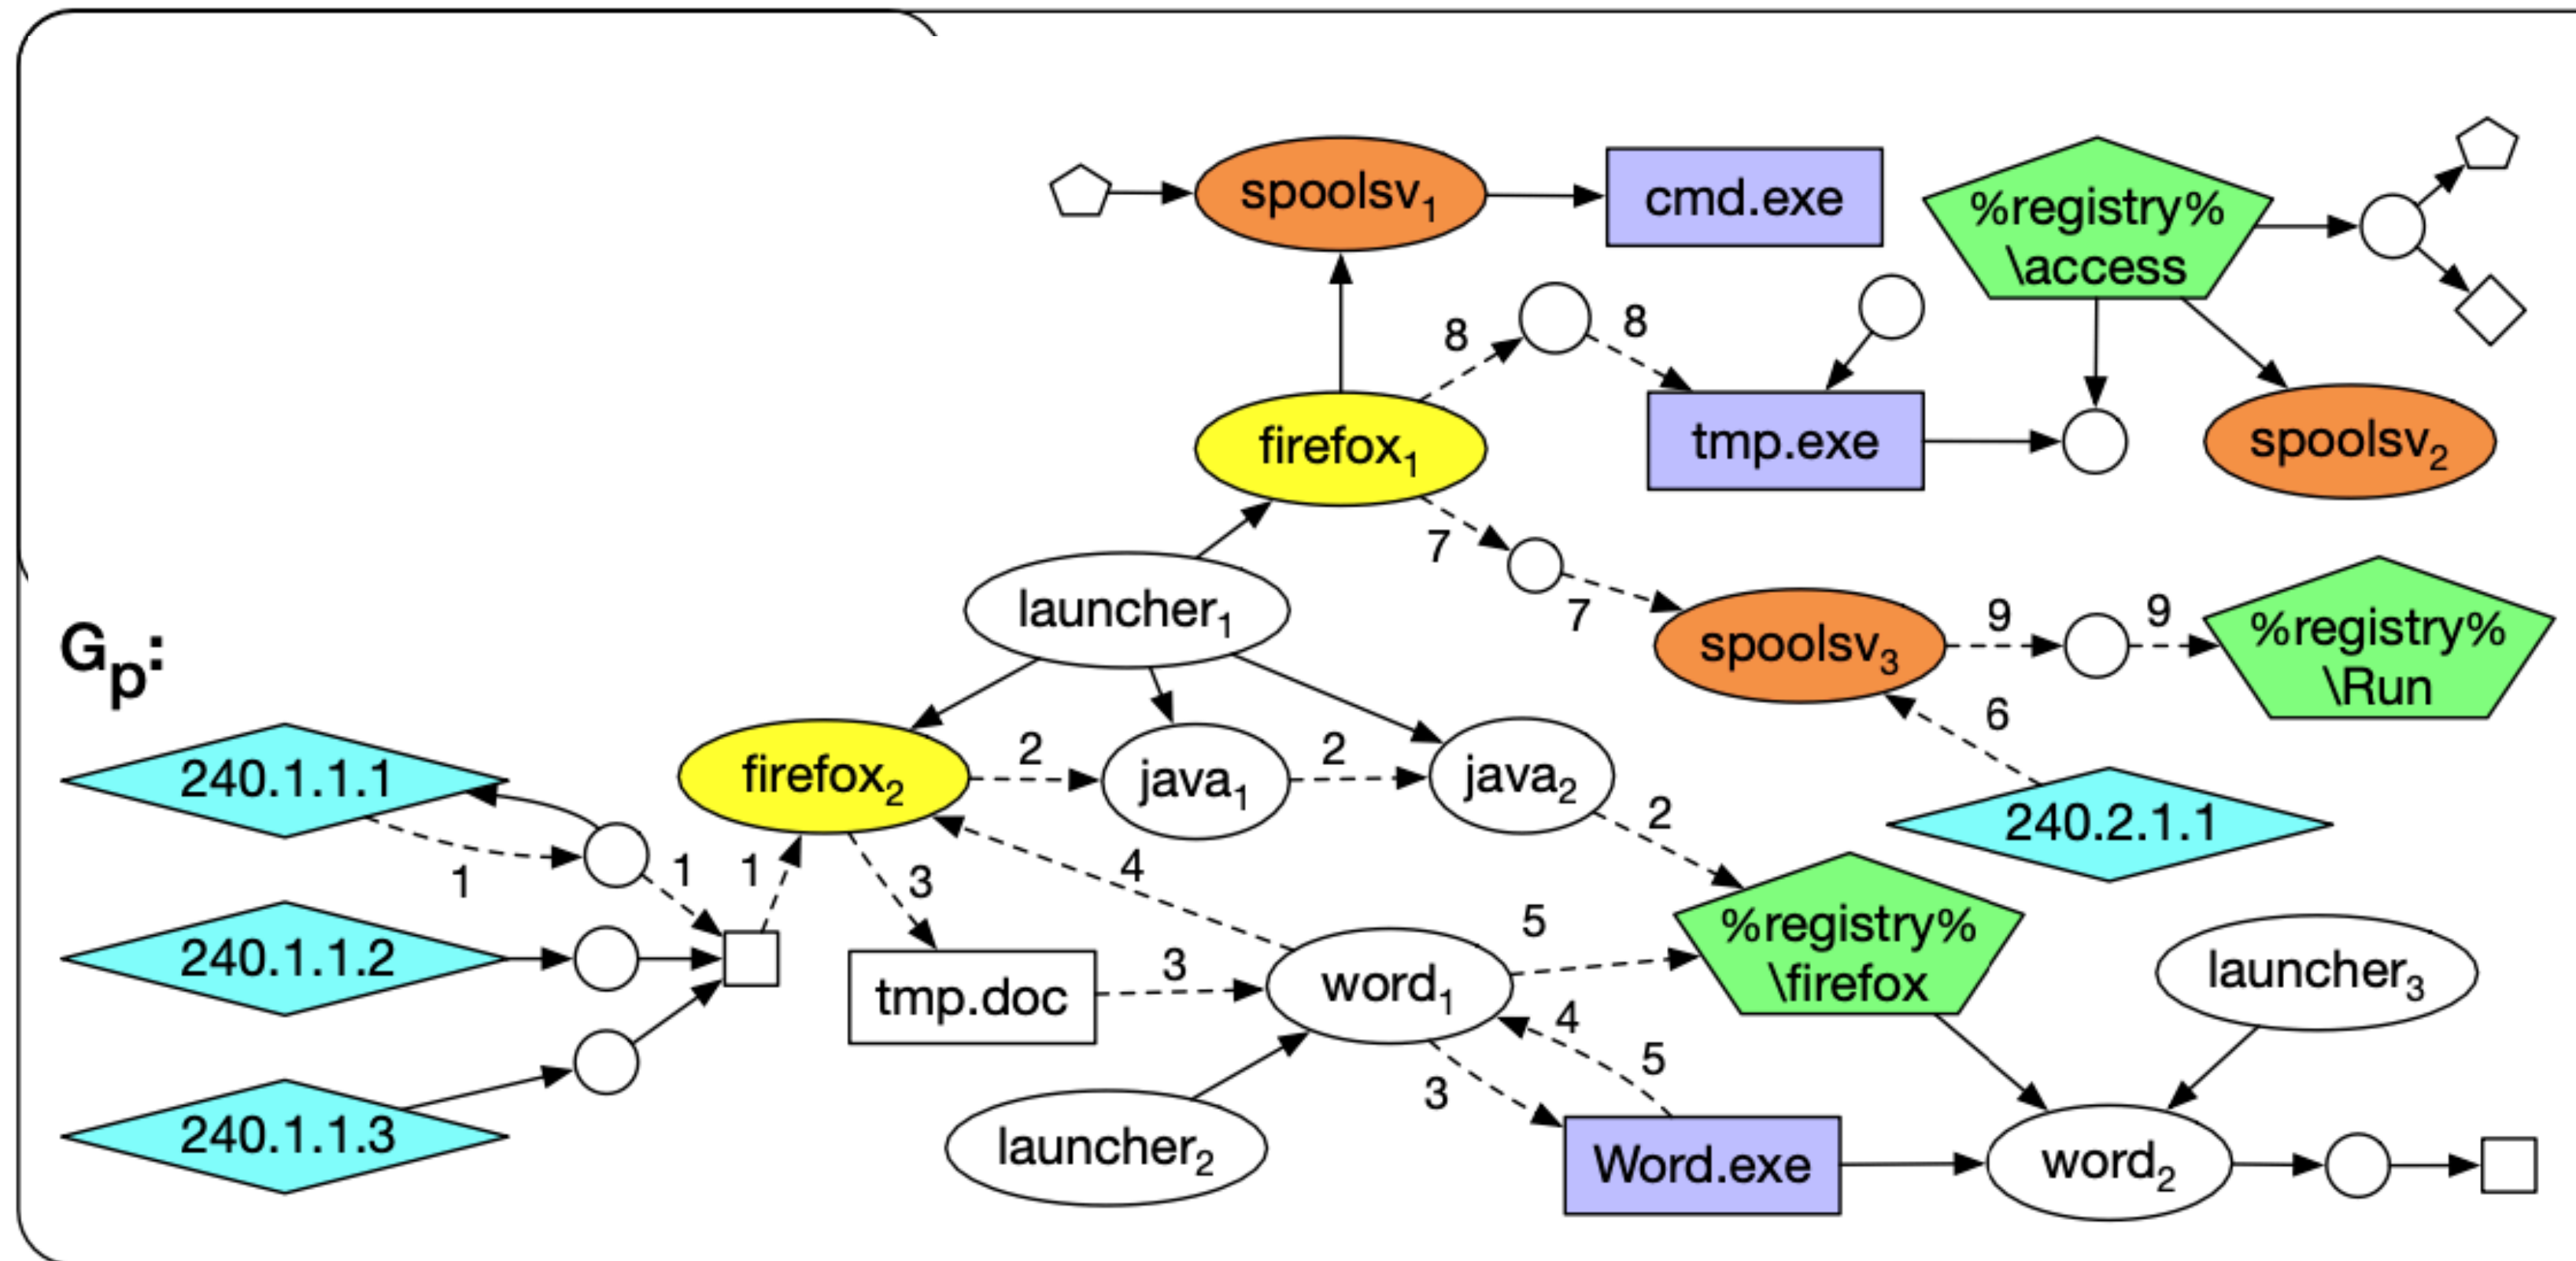 spoolsv1
cmd.exe
%registry%
\access
8
8
firefox1
tmp.exe
spoolsv2
7
7
launcher1
Gp:
spoolsv3
9
9
%registry%
\Run
6
240.1.1.1
firefox2
2
java1
2
java2
2
240.2.1.1
1
1
1
3
4
5
%registry%
\firefox
240.1.1.2
tmp.doc
3
word1
launcher3
4
5
3
240.1.1.3
launcher2
Word.exe
word2